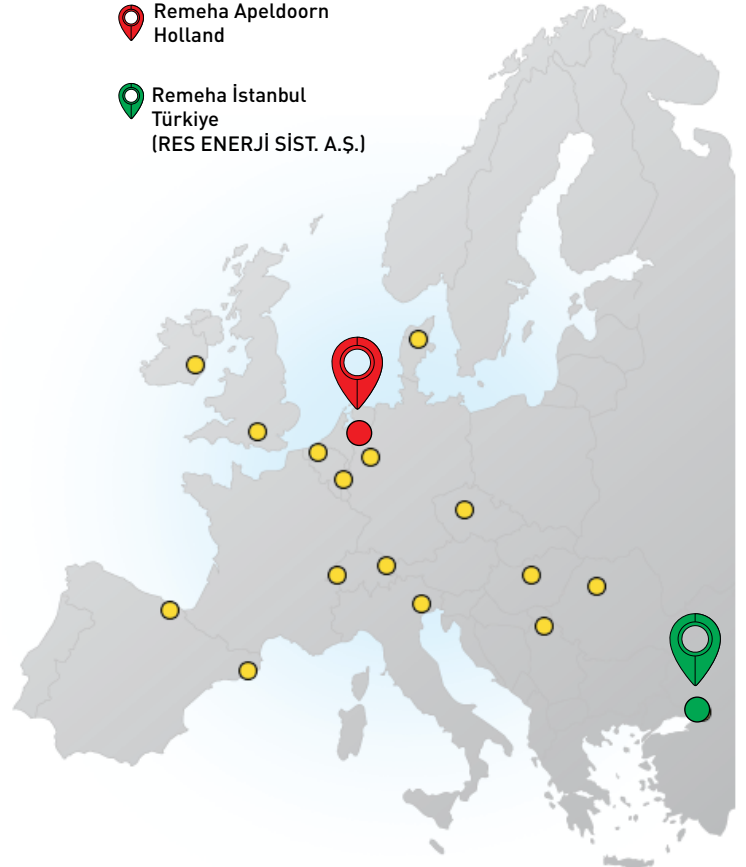 Remeha Apeldoorn
Holland
Remeha İstanbul
Türkiye
(RES ENERJİ SİST. A.Ş.)